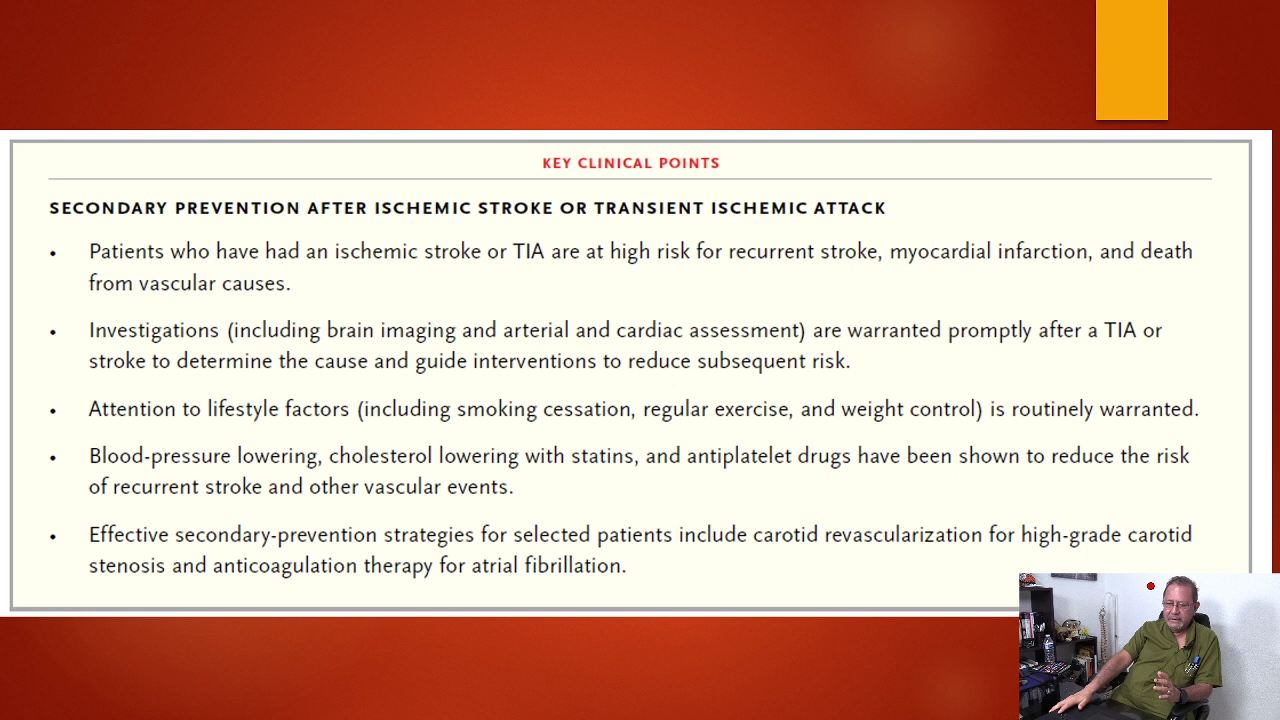 KEY CLINICAL POINTS
SECONDARY PREVENTION AFTER ISCHEMIC STROKE OR TRANSIENT ISCHEMIC ATTACK
• Patients who have had an ischemic stroke or TIA are at high risk for recurrent stroke, myocardial infarction, and death
from vascular causes.
• Investigations (including brain imaging and arterial and cardiac assessment) are warranted promptly after a TIA or
stroke to determine the cause and guide interventions to reduce subsequent risk.
• Attention to lifestyle factors (including smoking cessation, regular exercise, and weight control) is routinely warranted.
• Blood-pressure lowering, cholesterol lowering with statins, and antiplatelet drugs have been shown to reduce the risk
of recurrent stroke and other vascular events.
• Effective secondary-prevention strategies for selected patients include carotid revascularization for high-grade carotid
stenosis and anticoagulation therapy for atrial fibrillation.